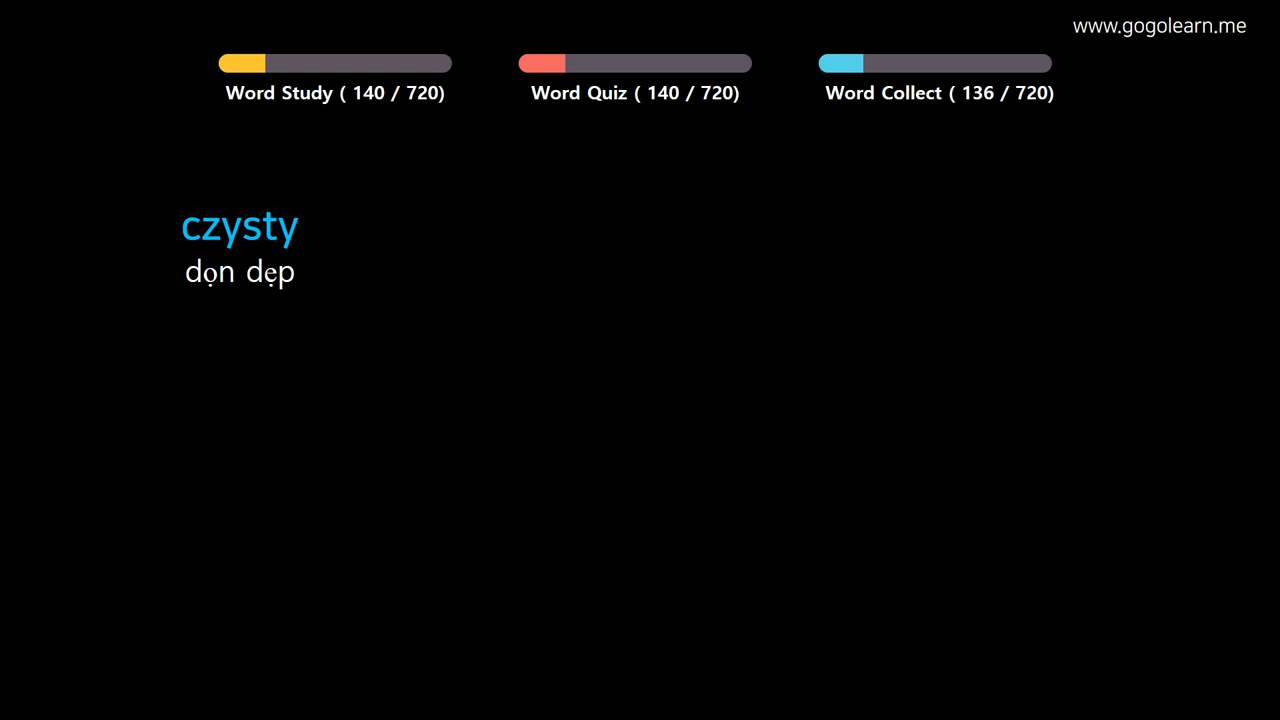 www.gogolearn.me
Word Study ( 140 / 720)
Word Quiz ( 140 / 720)
Word Collect ( 136 / 720)
czysty
dọn dẹp